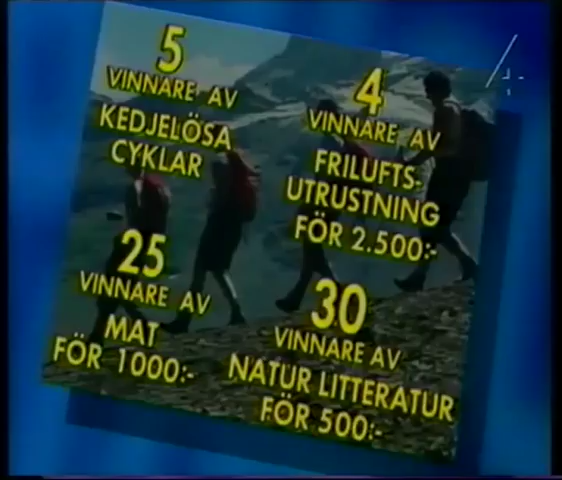 5
VINNARE AV
KEDJELÖSA
CYKLAR
4
VINNARE AV
FRILUFTS-
UTRUSTNING
FÖR 2.500:-
25
VINNARE AV
MAT
FÖR 1000:-
30
VINNARE AV
NATUR LITTERATUR
FÖR 500:-